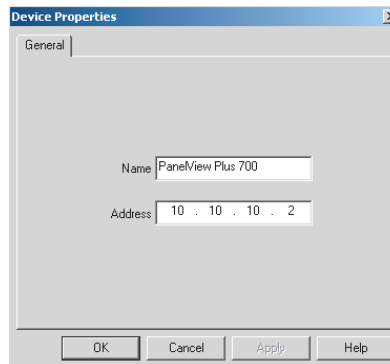 Device Properties
General
Name PanelView Plus 700
Address 10 . 10 . 10 . 2
OK Cancel Apply Help